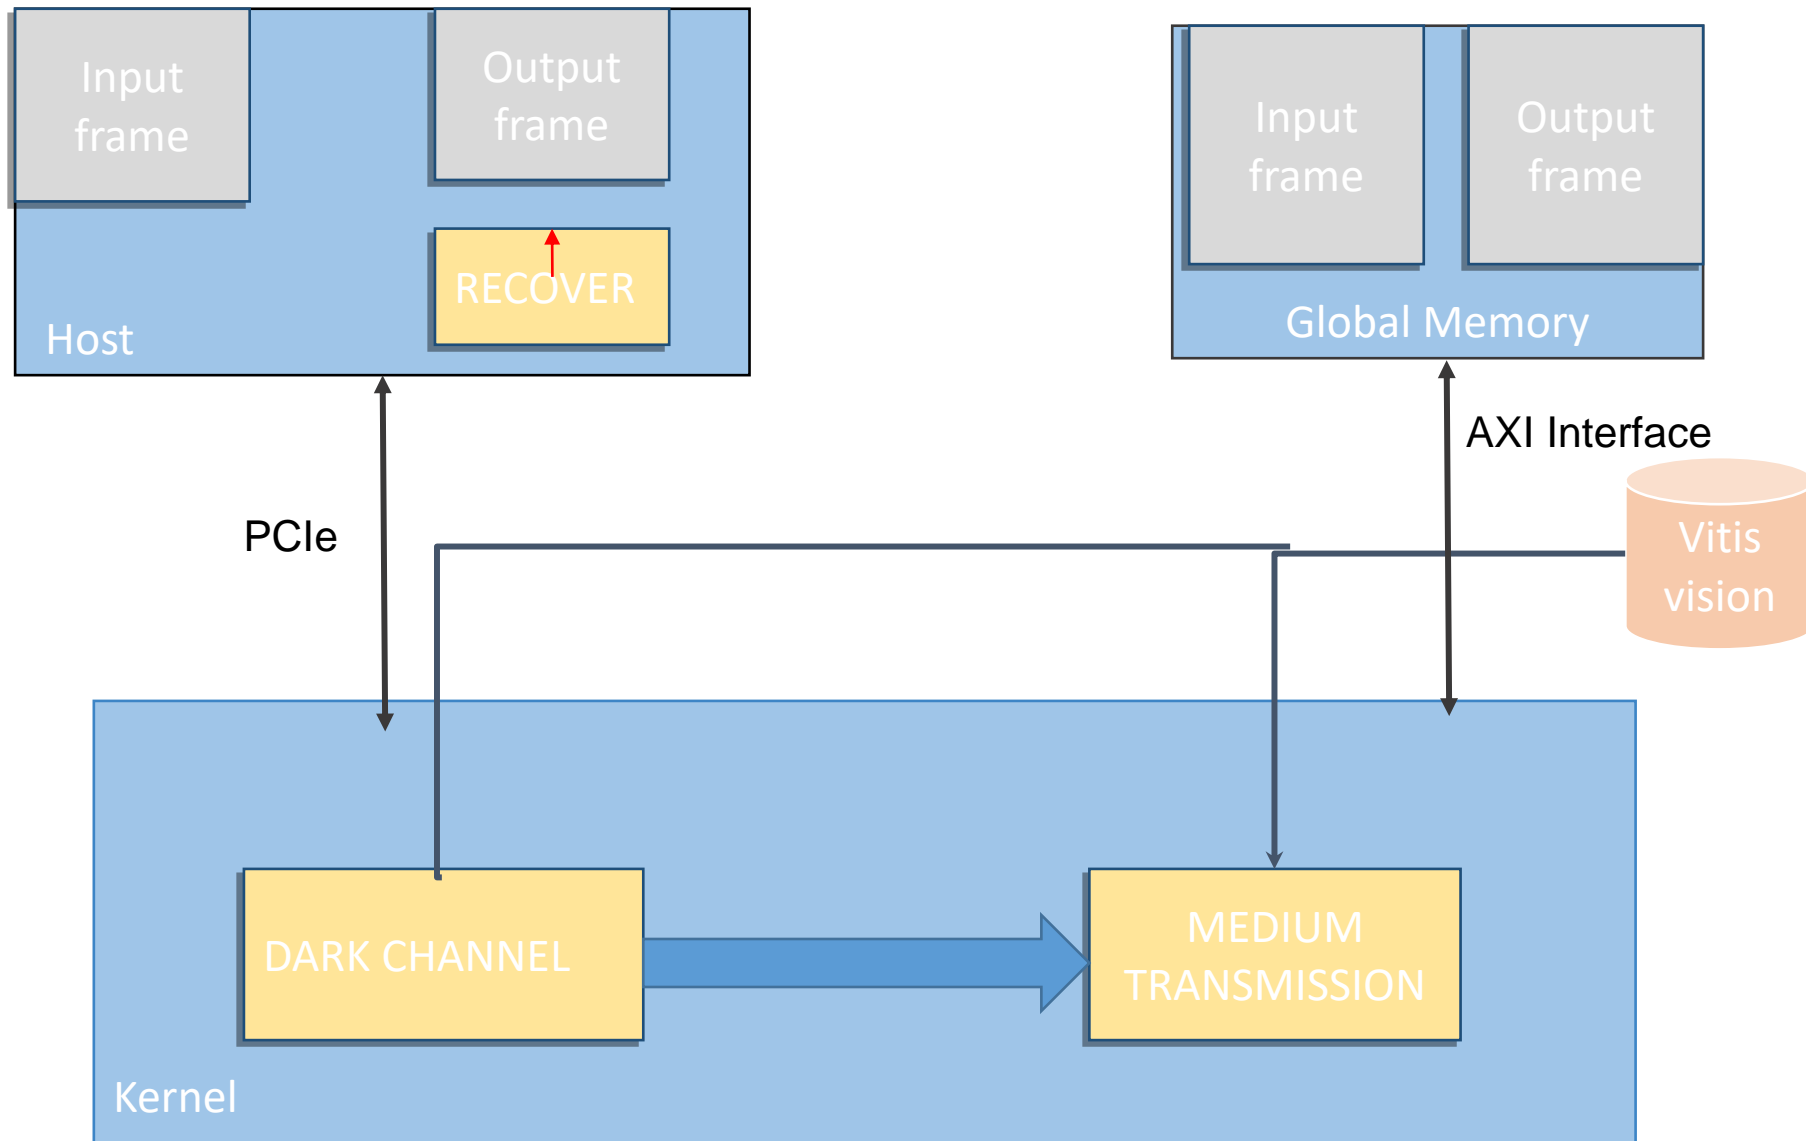 Input
frame
Output
frame
RECOVER
Host
Input
frame
Output
frame
Global Memory
AXI Interface
PCIe
Vitis
vision
DARK CHANNEL
MEDIUM
TRANSMISSION
Kernel